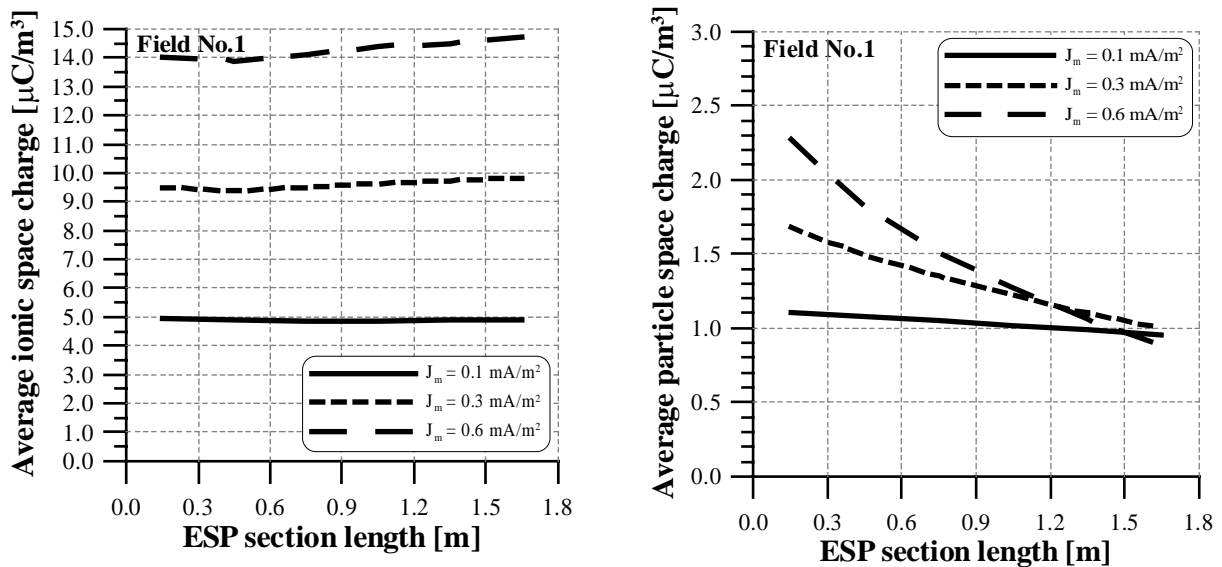 Average ionic space charge [μC/m³]
15.0
14.0
13.0
12.0
11.0
10.0
9.0
8.0
7.0
6.0
5.0
4.0
3.0
2.0
1.0
0.0
Field No.1
J_m = 0.1 mA/m²
J_m = 0.3 mA/m²
J_m = 0.6 mA/m²
0.0 0.3 0.6 0.9 1.2 1.5 1.8
ESP section length [m]
Average particle space charge [μC/m³]
3.0
2.5
2.0
1.5
1.0
0.5
0.0
Field No.1
J_m = 0.1 mA/m²
J_m = 0.3 mA/m²
J_m = 0.6 mA/m²
0.0 0.3 0.6 0.9 1.2 1.5 1.8
ESP section length [m]